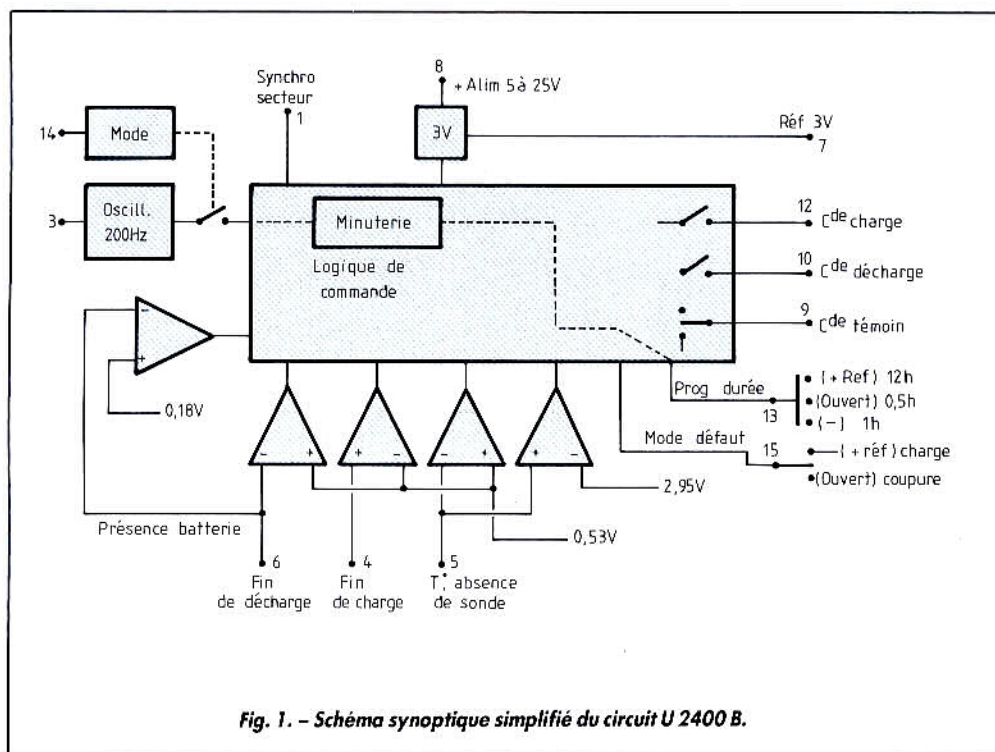 Synchro
secteur
1
8
+ Alim 5 à 25V
3V
Réf 3V
7
14
Mode
3
Oscill.
200Hz
Minuterie
Logique de
commande
12
Cde charge
10
Cde décharge
9
Cde témoin
-
+
0,18V
- +
+ -
- +
+ -
Prog durée
13
(+ Ref) 12h
(Ouvert) 0,5h
(-) 1h
Mode défaut
15
(+ réf) charge
(Ouvert) coupure
2,95V
0,53V
Présence batterie
6
Fin
de décharge
4
Fin
de charge
5
T°, absence
de sonde
Fig. 1. – Schéma synoptique simplifié du circuit U 2400 B.